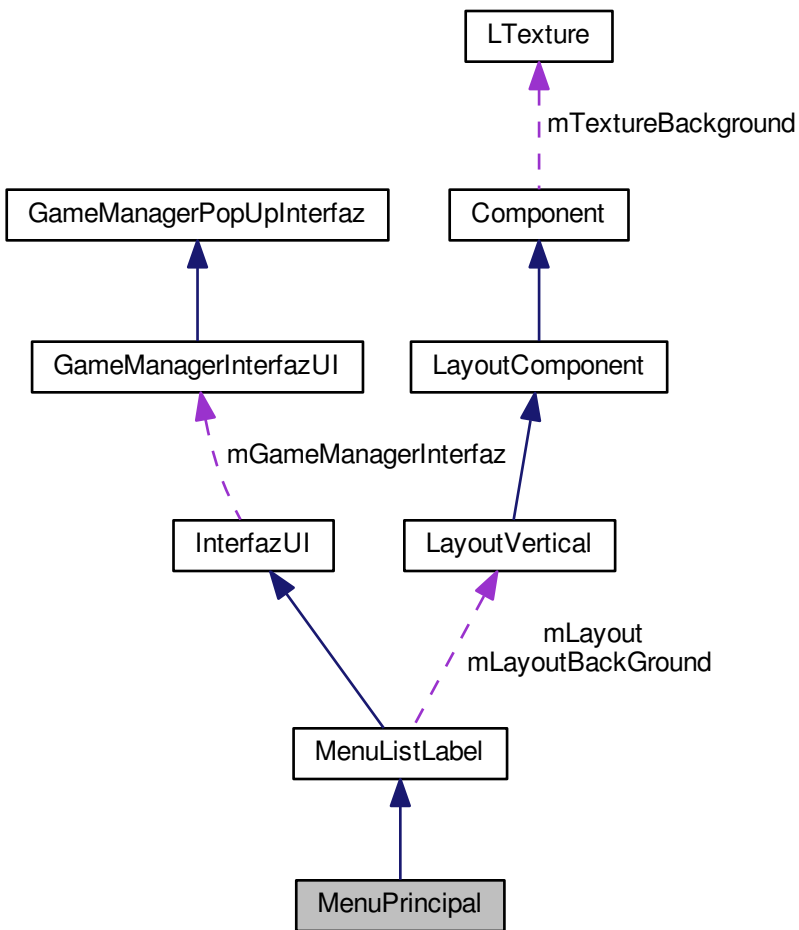 LTexture
mTextureBackground
GameManagerPopUpInterfaz
Component
GameManagerInterfazUI
LayoutComponent
mGameManagerInterfaz
InterfazUI
LayoutVertical
mLayout
mLayoutBackGround
MenuListLabel
MenuPrincipal